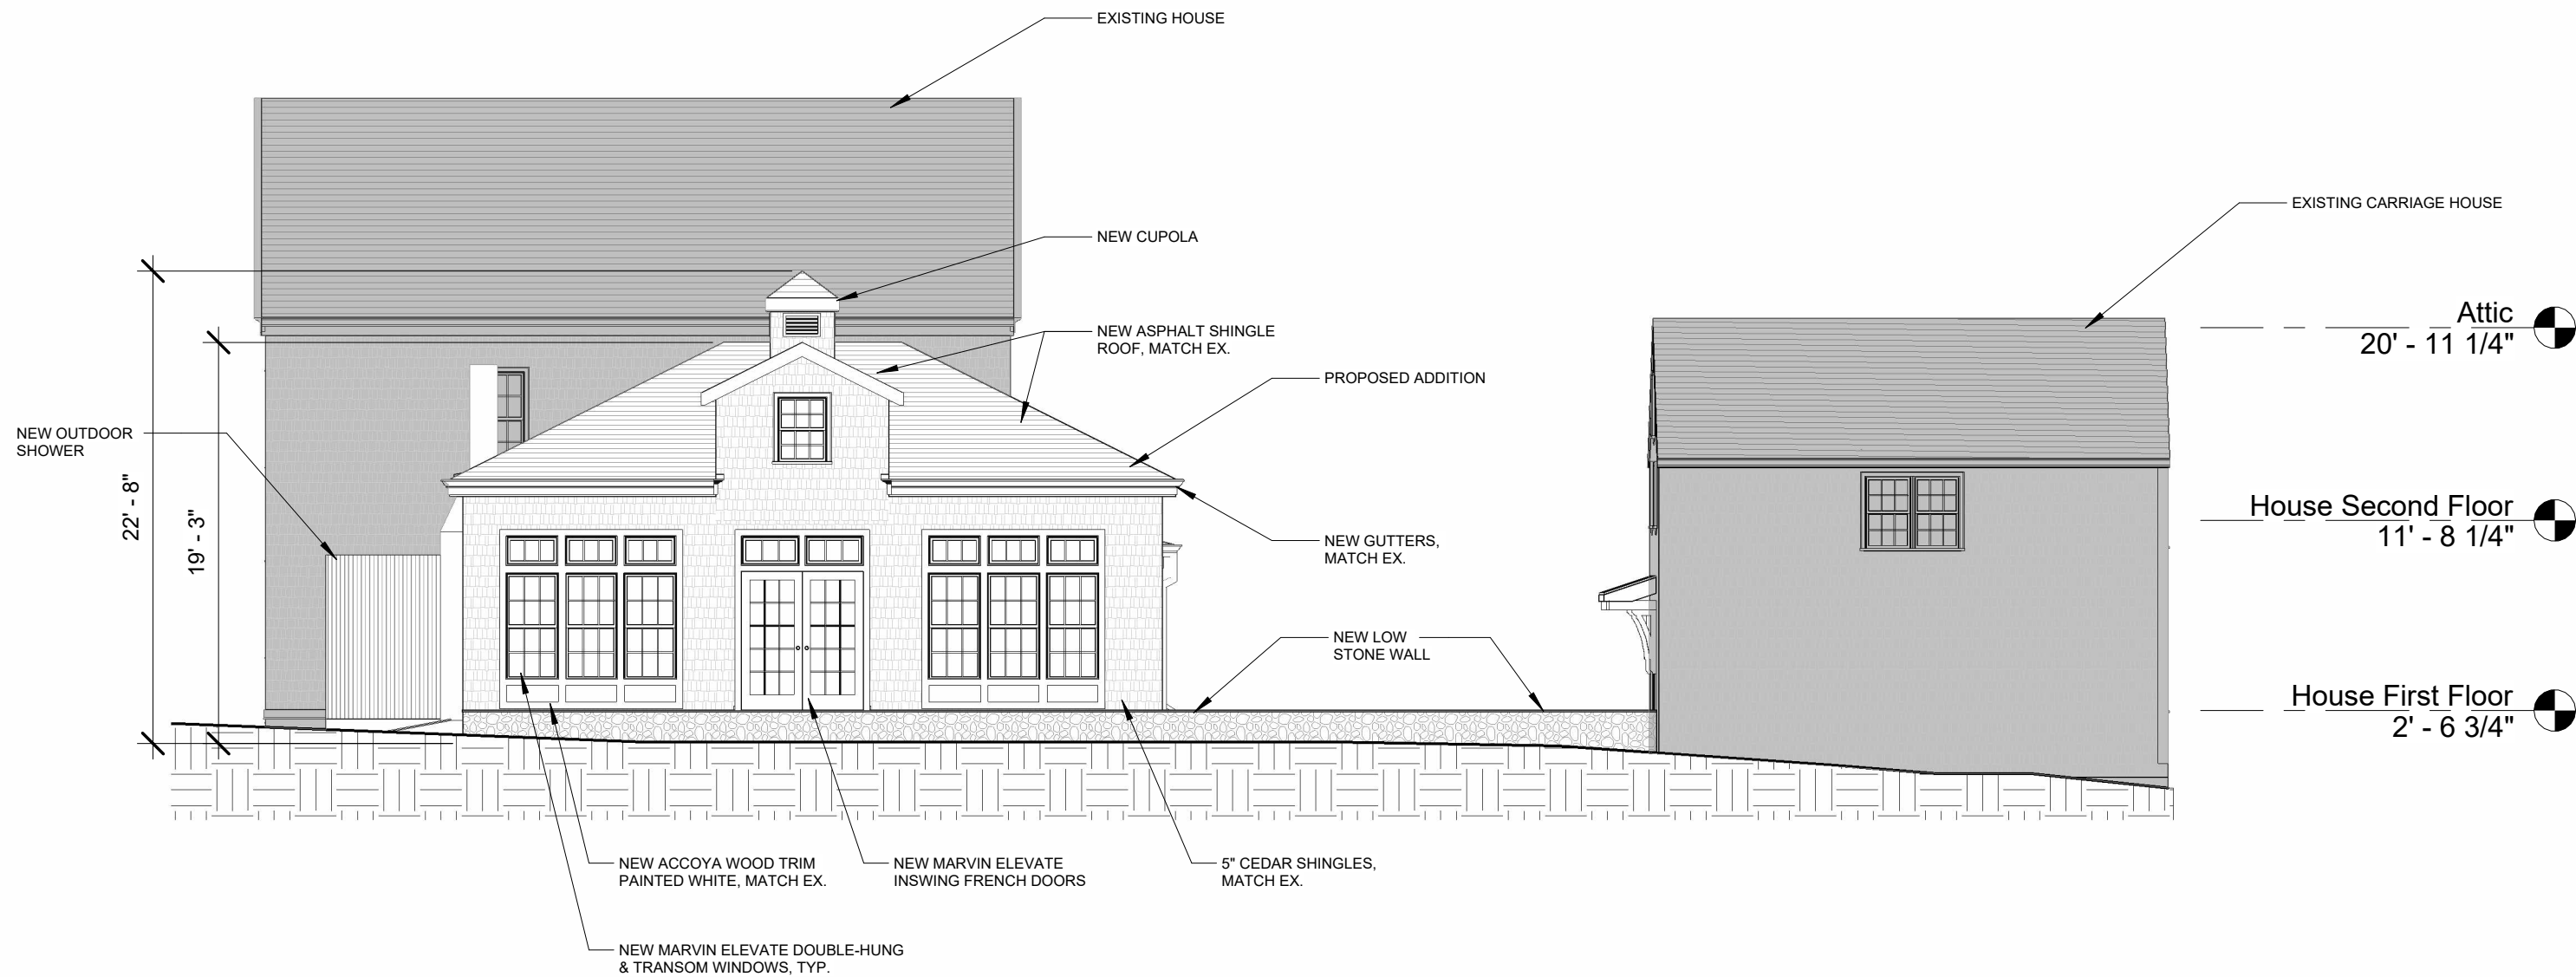 EXISTING HOUSE
EXISTING CARRIAGE HOUSE
NEW CUPOLA
Attic
20' - 11 1/4"
NEW ASPHALT SHINGLE
ROOF, MATCH EX.
PROPOSED ADDITION
NEW OUTDOOR
SHOWER
22' - 8"
19' - 3"
House Second Floor
11' - 8 1/4"
NEW GUTTERS,
MATCH EX.
NEW LOW
STONE WALL
House First Floor
2' - 6 3/4"
NEW ACCOYA WOOD TRIM
PAINTED WHITE, MATCH EX.
NEW MARVIN ELEVATE
INSWING FRENCH DOORS
5" CEDAR SHINGLES,
MATCH EX.
NEW MARVIN ELEVATE DOUBLE-HUNG
& TRANSOM WINDOWS, TYP.